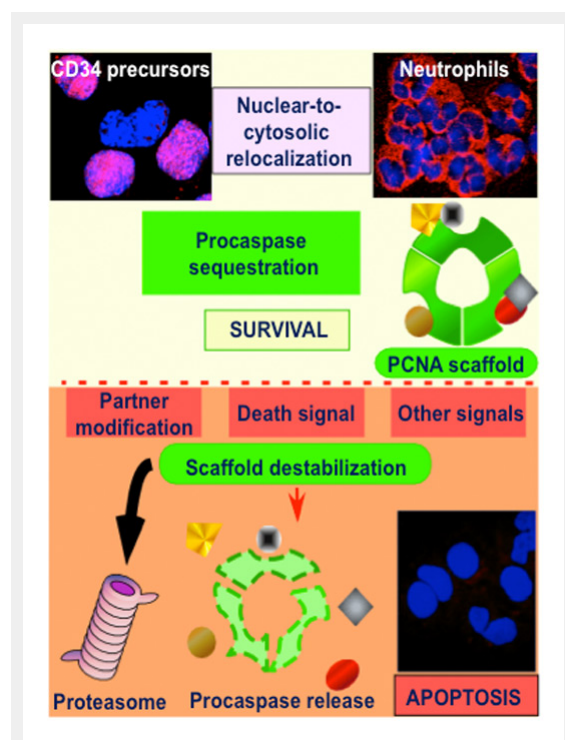 CD34 precursors
Neutrophils
Nuclear-to-
cytosolic
relocalization
Procaspase
sequestration
SURVIVAL
PCNA scaffold
Partner
modification
Death signal
Other signals
Scaffold destabilization
Proteasome
Procaspase release
APOPTOSIS